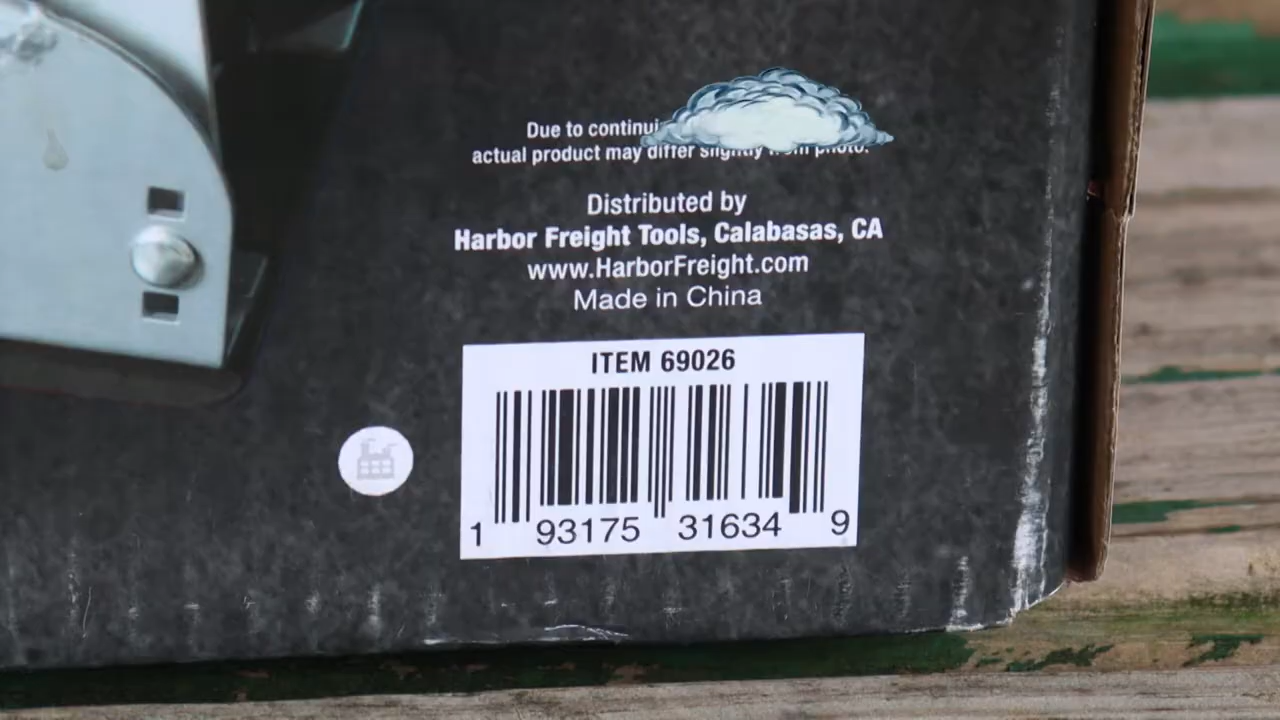 Due to
actual product may differ slightly from photo.
Distributed by
Harbor Freight Tools, Calabasas, CA
www.HarborFreight.com
Made in China
ITEM 69026
1 93175 31634 9